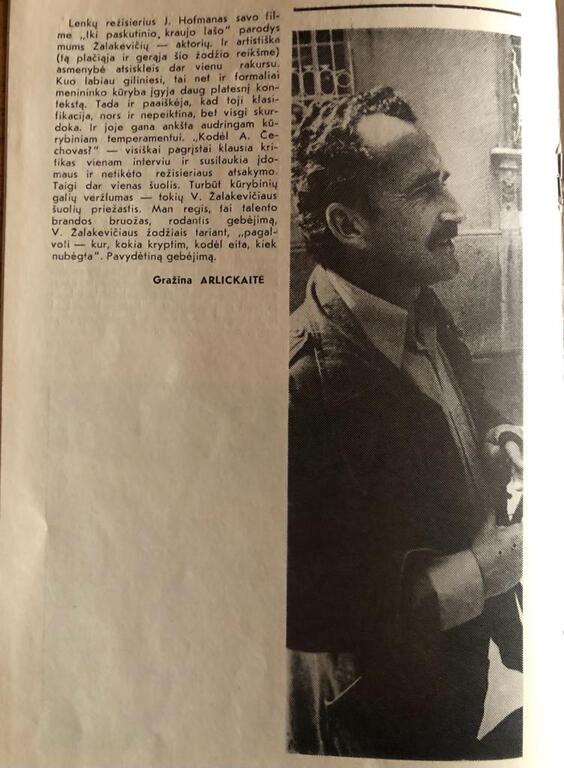 Lenkų režisierius J. Hofmanas savo fil-
me „Iki paskutinio, kraujo lašo" parodys
mums Žalakevičių — aktorių. Ir artistiška
(tą plačiąja ir gerąja šio žodžio reikšme)
asmenybė atsiskleis dar vienu rakursu.
Kuo labiau giliniesi, tai net ir formaliai
menininko kūryba įgyja daug platesnį kon-
tekstą. Tada ir paaiškėja, kad toji klasi-
fikacija, nors ir nepeiktina, bet visgi skur-
doka. Ir joje gana ankšta audringam kū-
rybiniam temperamentui. „Kodėl A. Če-
chovas?" — visiškai pagrįstai klausia kri-
tikas vienam interviu ir susilaukia įdo-
maus ir netikėto režisieriaus atsakymo.
Taigi dar vienas šuolis. Turbūt kūrybinių
galių veržlumas — tokių V. Žalakevičiaus
šuolių priežastis. Man regis, tai talento
brandos bruožas, rodantis gebėjimą,
V. Žalakevičiaus žodžiais tariant, „pagal-
voti — kur, kokia kryptim, kodėl eita, kiek
nubėgta". Pavydėtiną gebėjimą.
Gražina ARLICKAITĖ